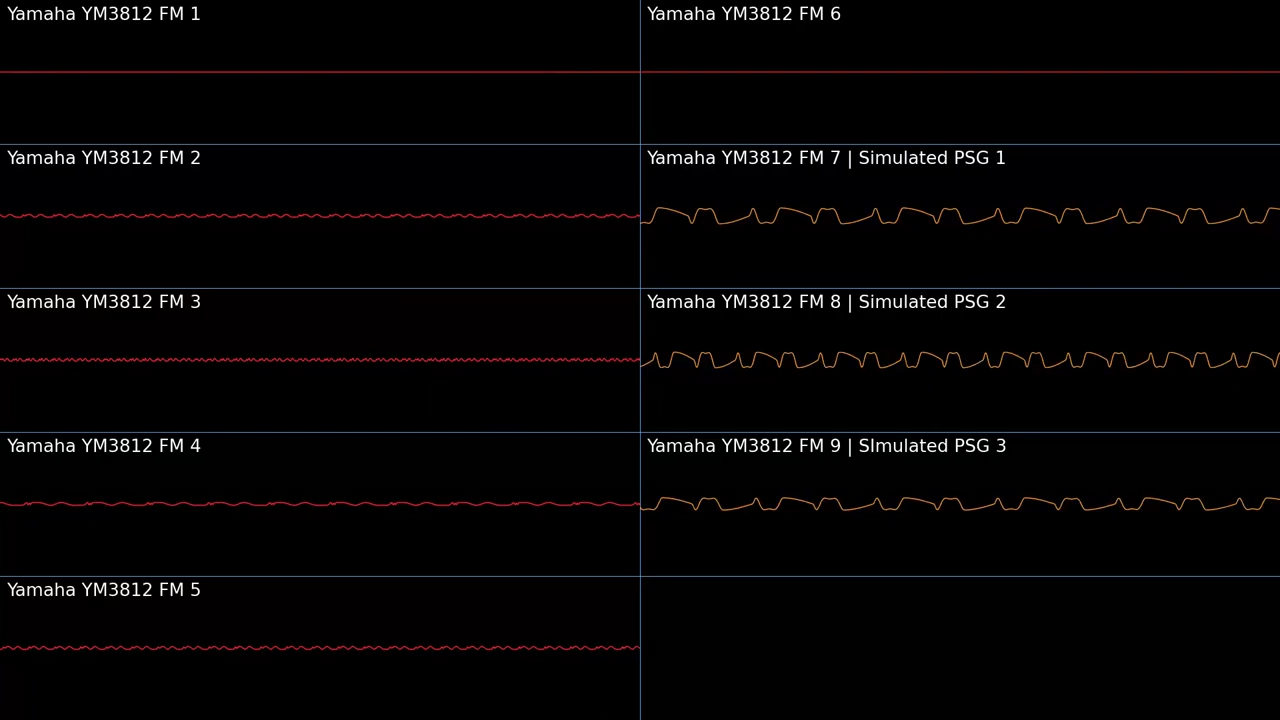 Yamaha YM3812 FM 1
Yamaha YM3812 FM 2
Yamaha YM3812 FM 3
Yamaha YM3812 FM 4
Yamaha YM3812 FM 5
Yamaha YM3812 FM 6
Yamaha YM3812 FM 7 | Simulated PSG 1
Yamaha YM3812 FM 8 | Simulated PSG 2
Yamaha YM3812 FM 9 | SImulated PSG 3